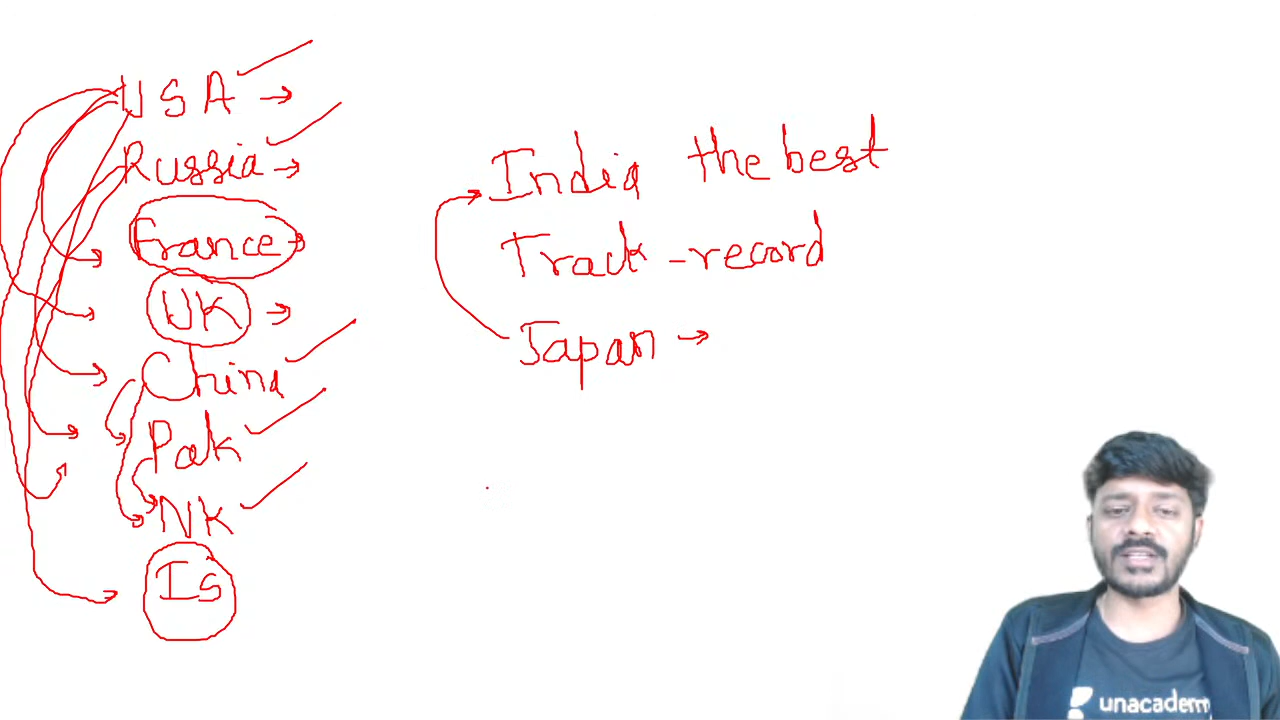 USA →
Russia →
France →
UK →
China
Pak
NK
Is
India the best
Track-record
Japan →
unacadem